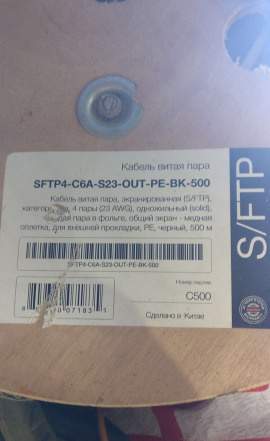 Кабель витая пара
SFTP4-C6A-S23-OUT-PE-BK-500
Кабель витая пара, экранированная (S/FTP),
4 пары (23 AWG), одножильный (solid),
пара в фольге, общий экран - медная
оплетка, для внешней прокладки, PE, черный, 500 м
S/FTP
SFTP4-C6A-S23-OUT-PE-BK-500
Номер партии
C500
07183
Сделано в Китае